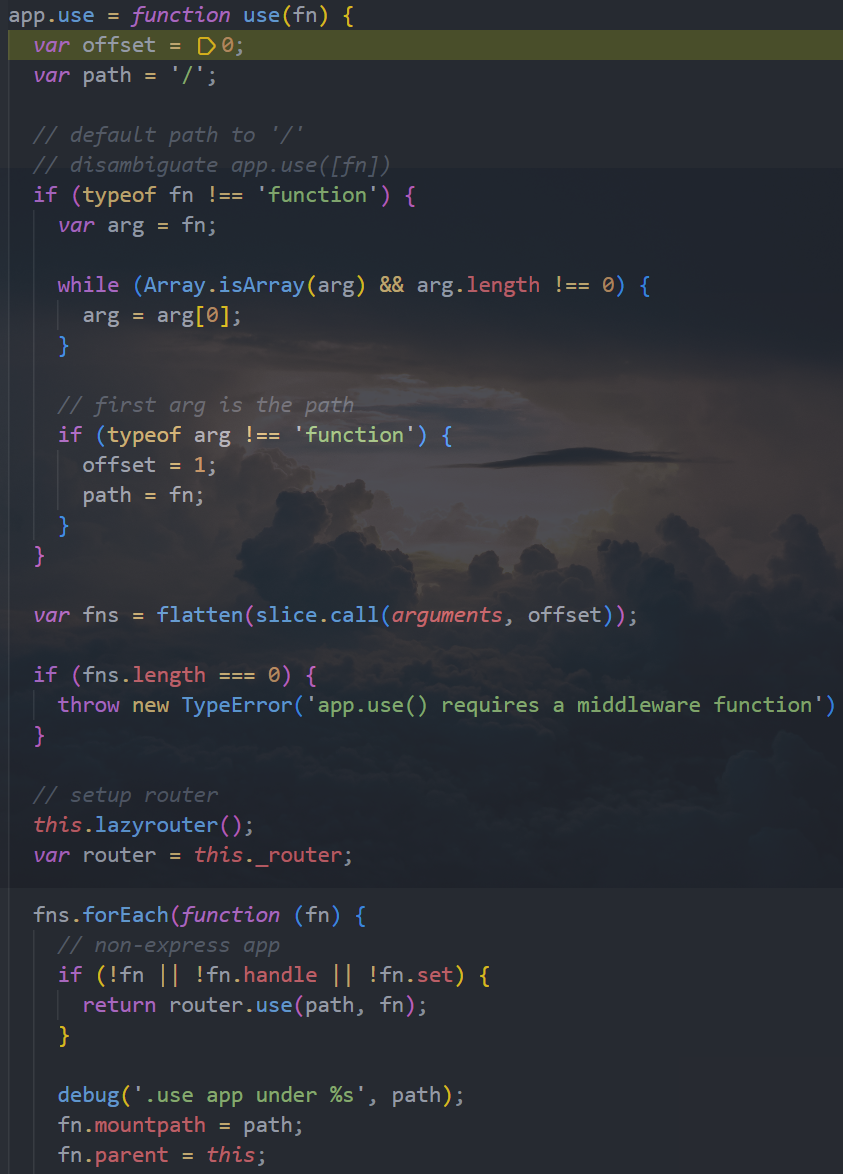 app.use = function use(fn) {
  var offset = 0;
  var path = '/';

  // default path to '/'
  // disambiguate app.use([fn])
  if (typeof fn !== 'function') {
    var arg = fn;

    while (Array.isArray(arg) && arg.length !== 0) {
      arg = arg[0];
    }

    // first arg is the path
    if (typeof arg !== 'function') {
      offset = 1;
      path = fn;
    }
  }

  var fns = flatten(slice.call(arguments, offset));

  if (fns.length === 0) {
    throw new TypeError('app.use() requires a middleware function')
  }

  // setup router
  this.lazyrouter();
  var router = this._router;

  fns.forEach(function (fn) {
    // non-express app
    if (!fn || !fn.handle || !fn.set) {
      return router.use(path, fn);
    }

    debug('.use app under %s', path);
    fn.mountpath = path;
    fn.parent = this;